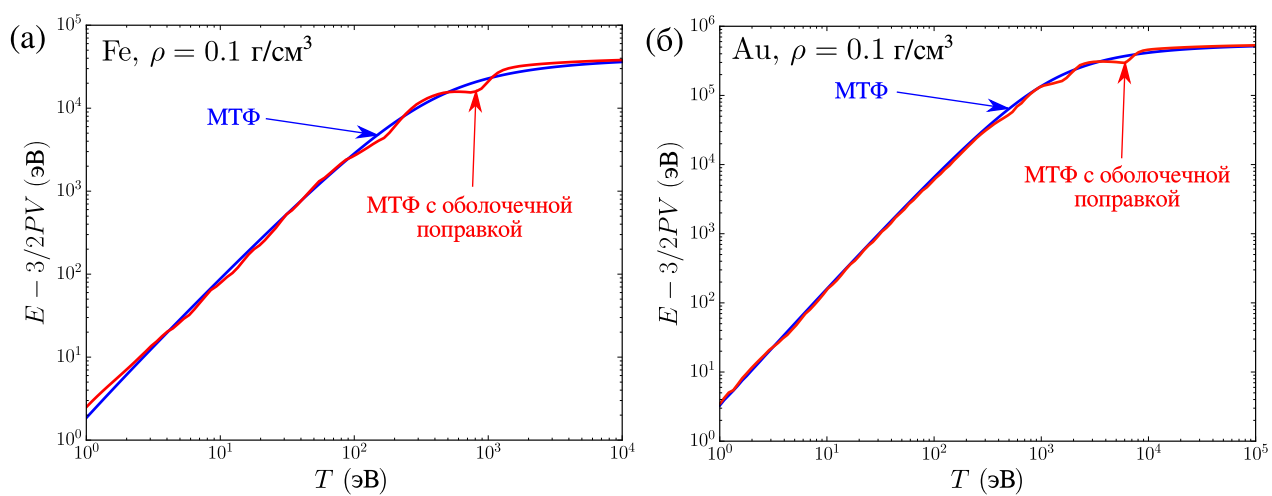 (а)
Fe, ρ = 0.1 г/см³
МТФ
МТФ с оболочечной
поправкой
E − 3/2PV (эВ)
10⁵
10⁴
10³
10²
10¹
10⁰
10⁰ 10¹ 10² 10³ 10⁴
T (эВ)
(б)
Au, ρ = 0.1 г/см³
МТФ
МТФ с оболочечной
поправкой
E − 3/2PV (эВ)
10⁶
10⁵
10⁴
10³
10²
10¹
10⁰
10⁰ 10¹ 10² 10³ 10⁴ 10⁵
T (эВ)